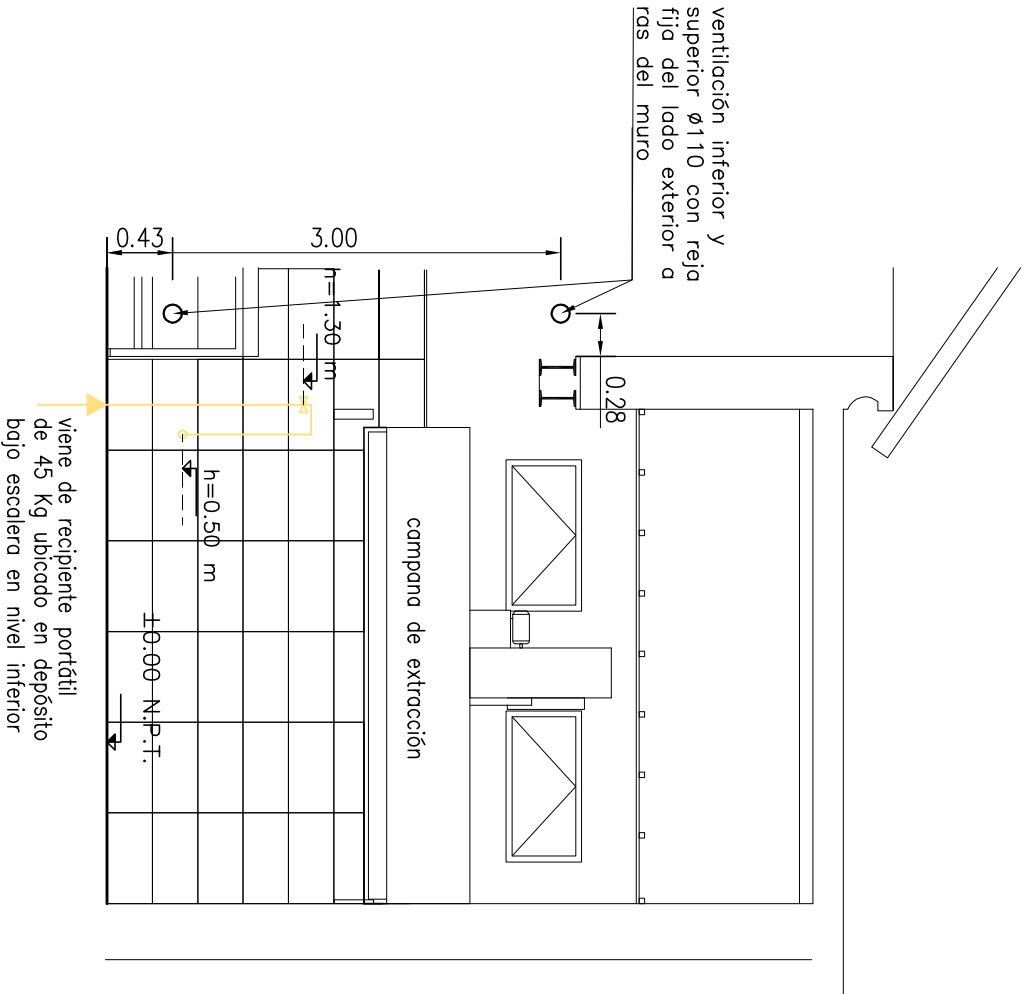 ventilación inferior y
superior ø110 con reja
fija del lado exterior a
ras del muro
0.43
3.00
0.28
h=1.30 m
h=0.50 m
campana de extracción
±0.00 N.P.T.
viene de recipiente portátil
de 45 Kg ubicado en depósito
bajo escalera en nivel inferior